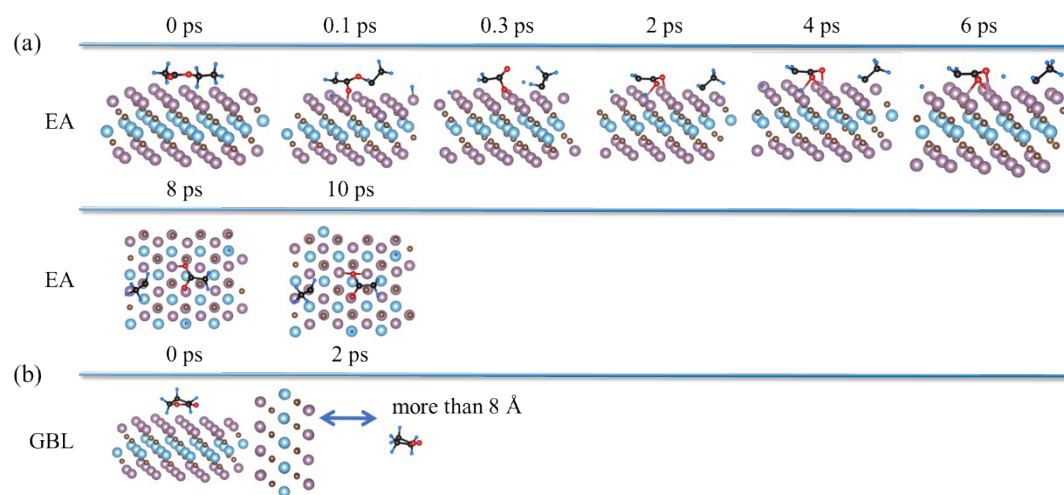 0 ps 0.1 ps 0.3 ps 2 ps 4 ps 6 ps
(a)
EA
8 ps 10 ps
EA
0 ps 2 ps
(b)
more than 8 Å
GBL